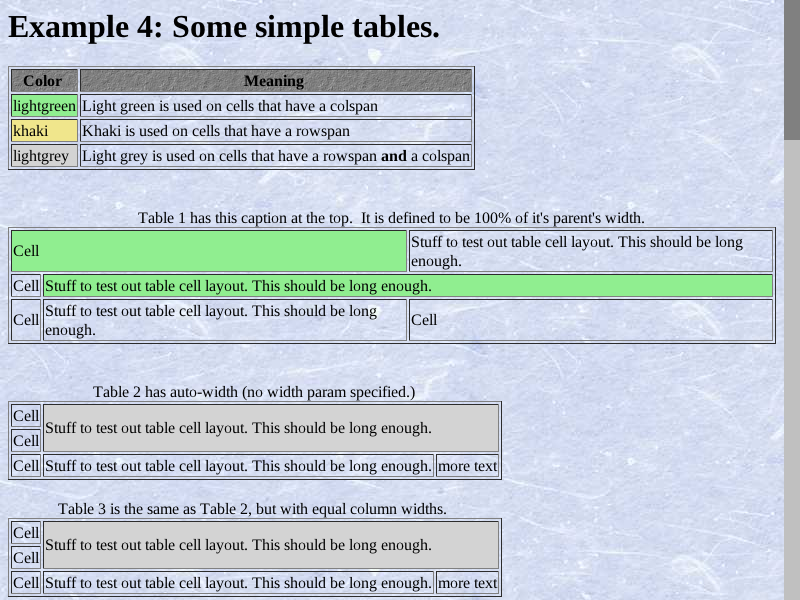 Example 4: Some simple tables.
Color Meaning
lightgreen Light green is used on cells that have a colspan
khaki Khaki is used on cells that have a rowspan
lightgrey Light grey is used on cells that have a rowspan and a colspan
Table 1 has this caption at the top.  It is defined to be 100% of it's parent's width.
Cell Stuff to test out table cell layout. This should be long
enough.
Cell Stuff to test out table cell layout. This should be long enough.
Cell Stuff to test out table cell layout. This should be long
enough.
Cell
Table 2 has auto-width (no width param specified.)
Cell
Stuff to test out table cell layout. This should be long enough.
Cell
Cell Stuff to test out table cell layout. This should be long enough. more text
Table 3 is the same as Table 2, but with equal column widths.
Cell
Stuff to test out table cell layout. This should be long enough.
Cell
Cell Stuff to test out table cell layout. This should be long enough. more text